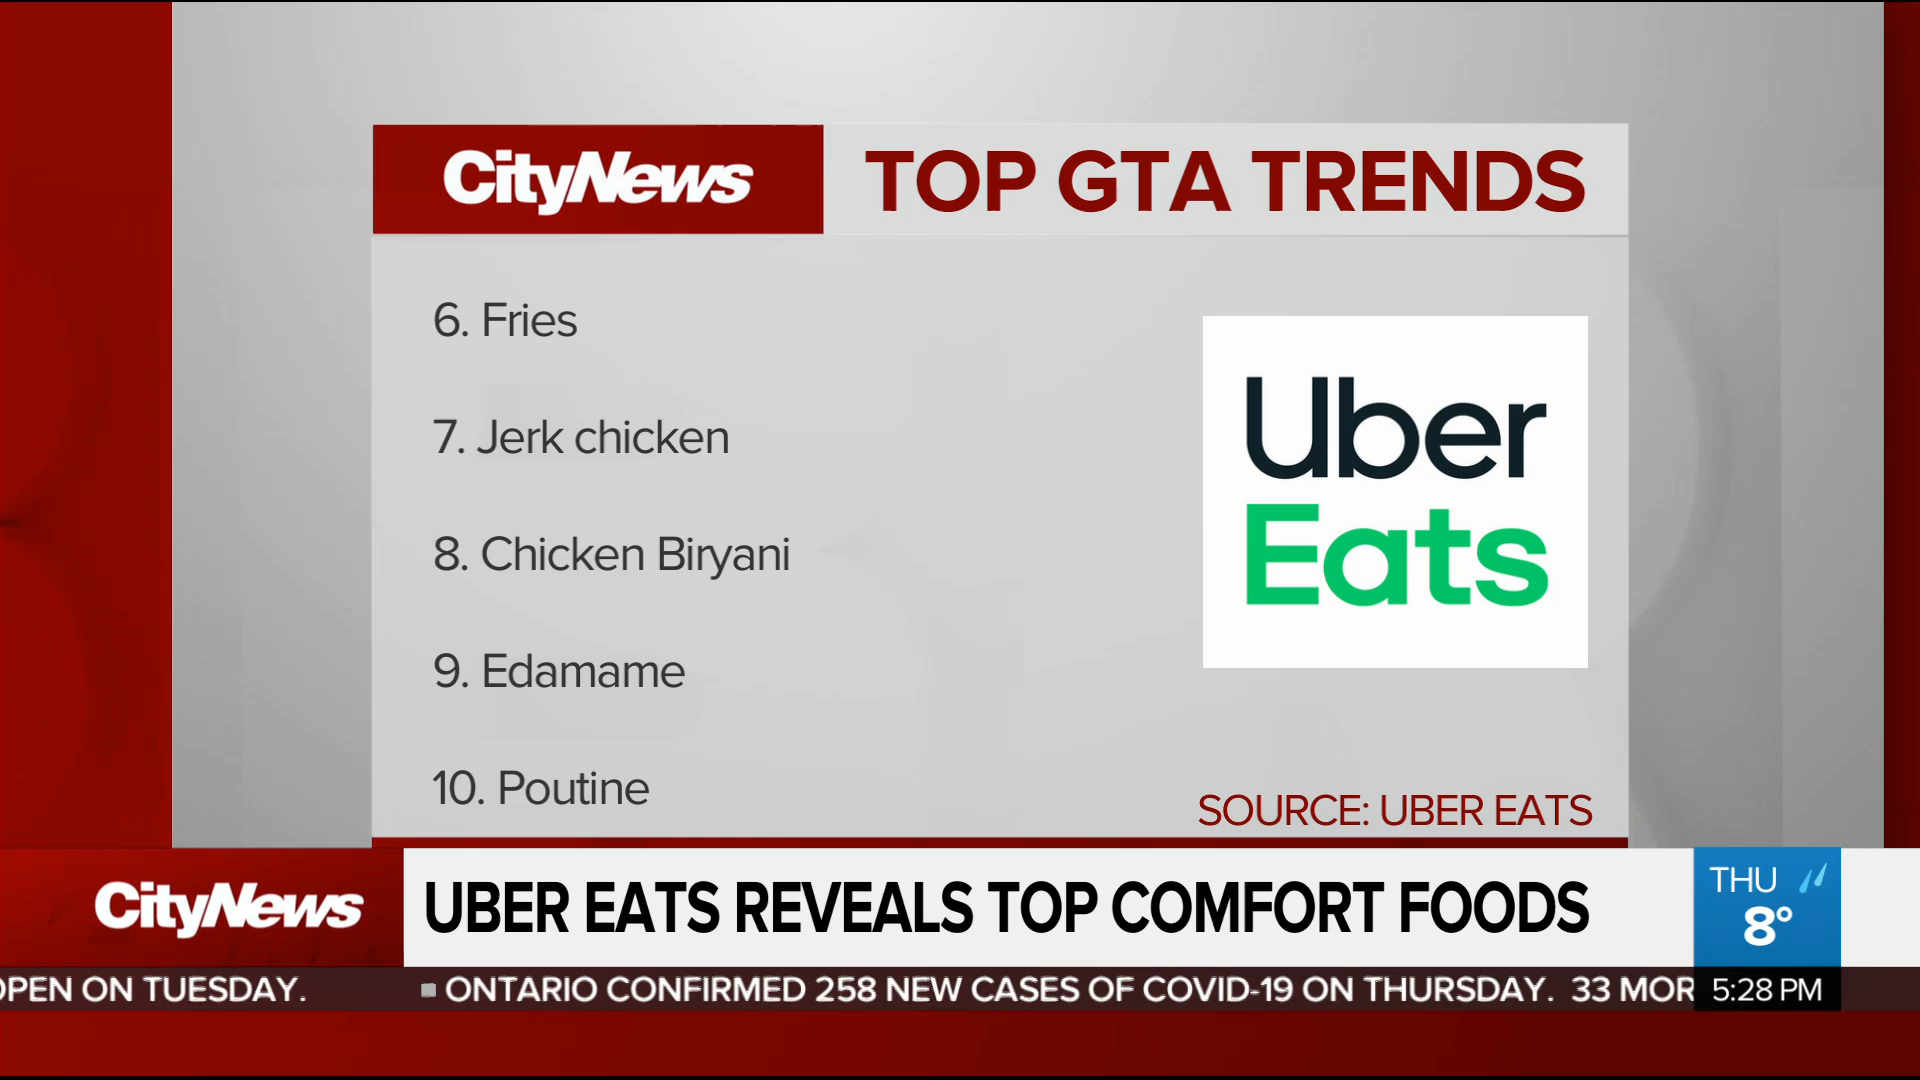 CityNews TOP GTA TRENDS
6. Fries
7. Jerk chicken
8. Chicken Biryani
9. Edamame
10. Poutine
Uber
Eats
SOURCE: UBER EATS
CityNews UBER EATS REVEALS TOP COMFORT FOODS
THU
8°
OPEN ON TUESDAY. ONTARIO CONFIRMED 258 NEW CASES OF COVID-19 ON THURSDAY. 33 MOR
5:28 PM